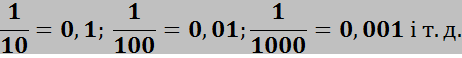 1/10 = 0,1; 1/100 = 0,01; 1/1000 = 0,001 і т. д.